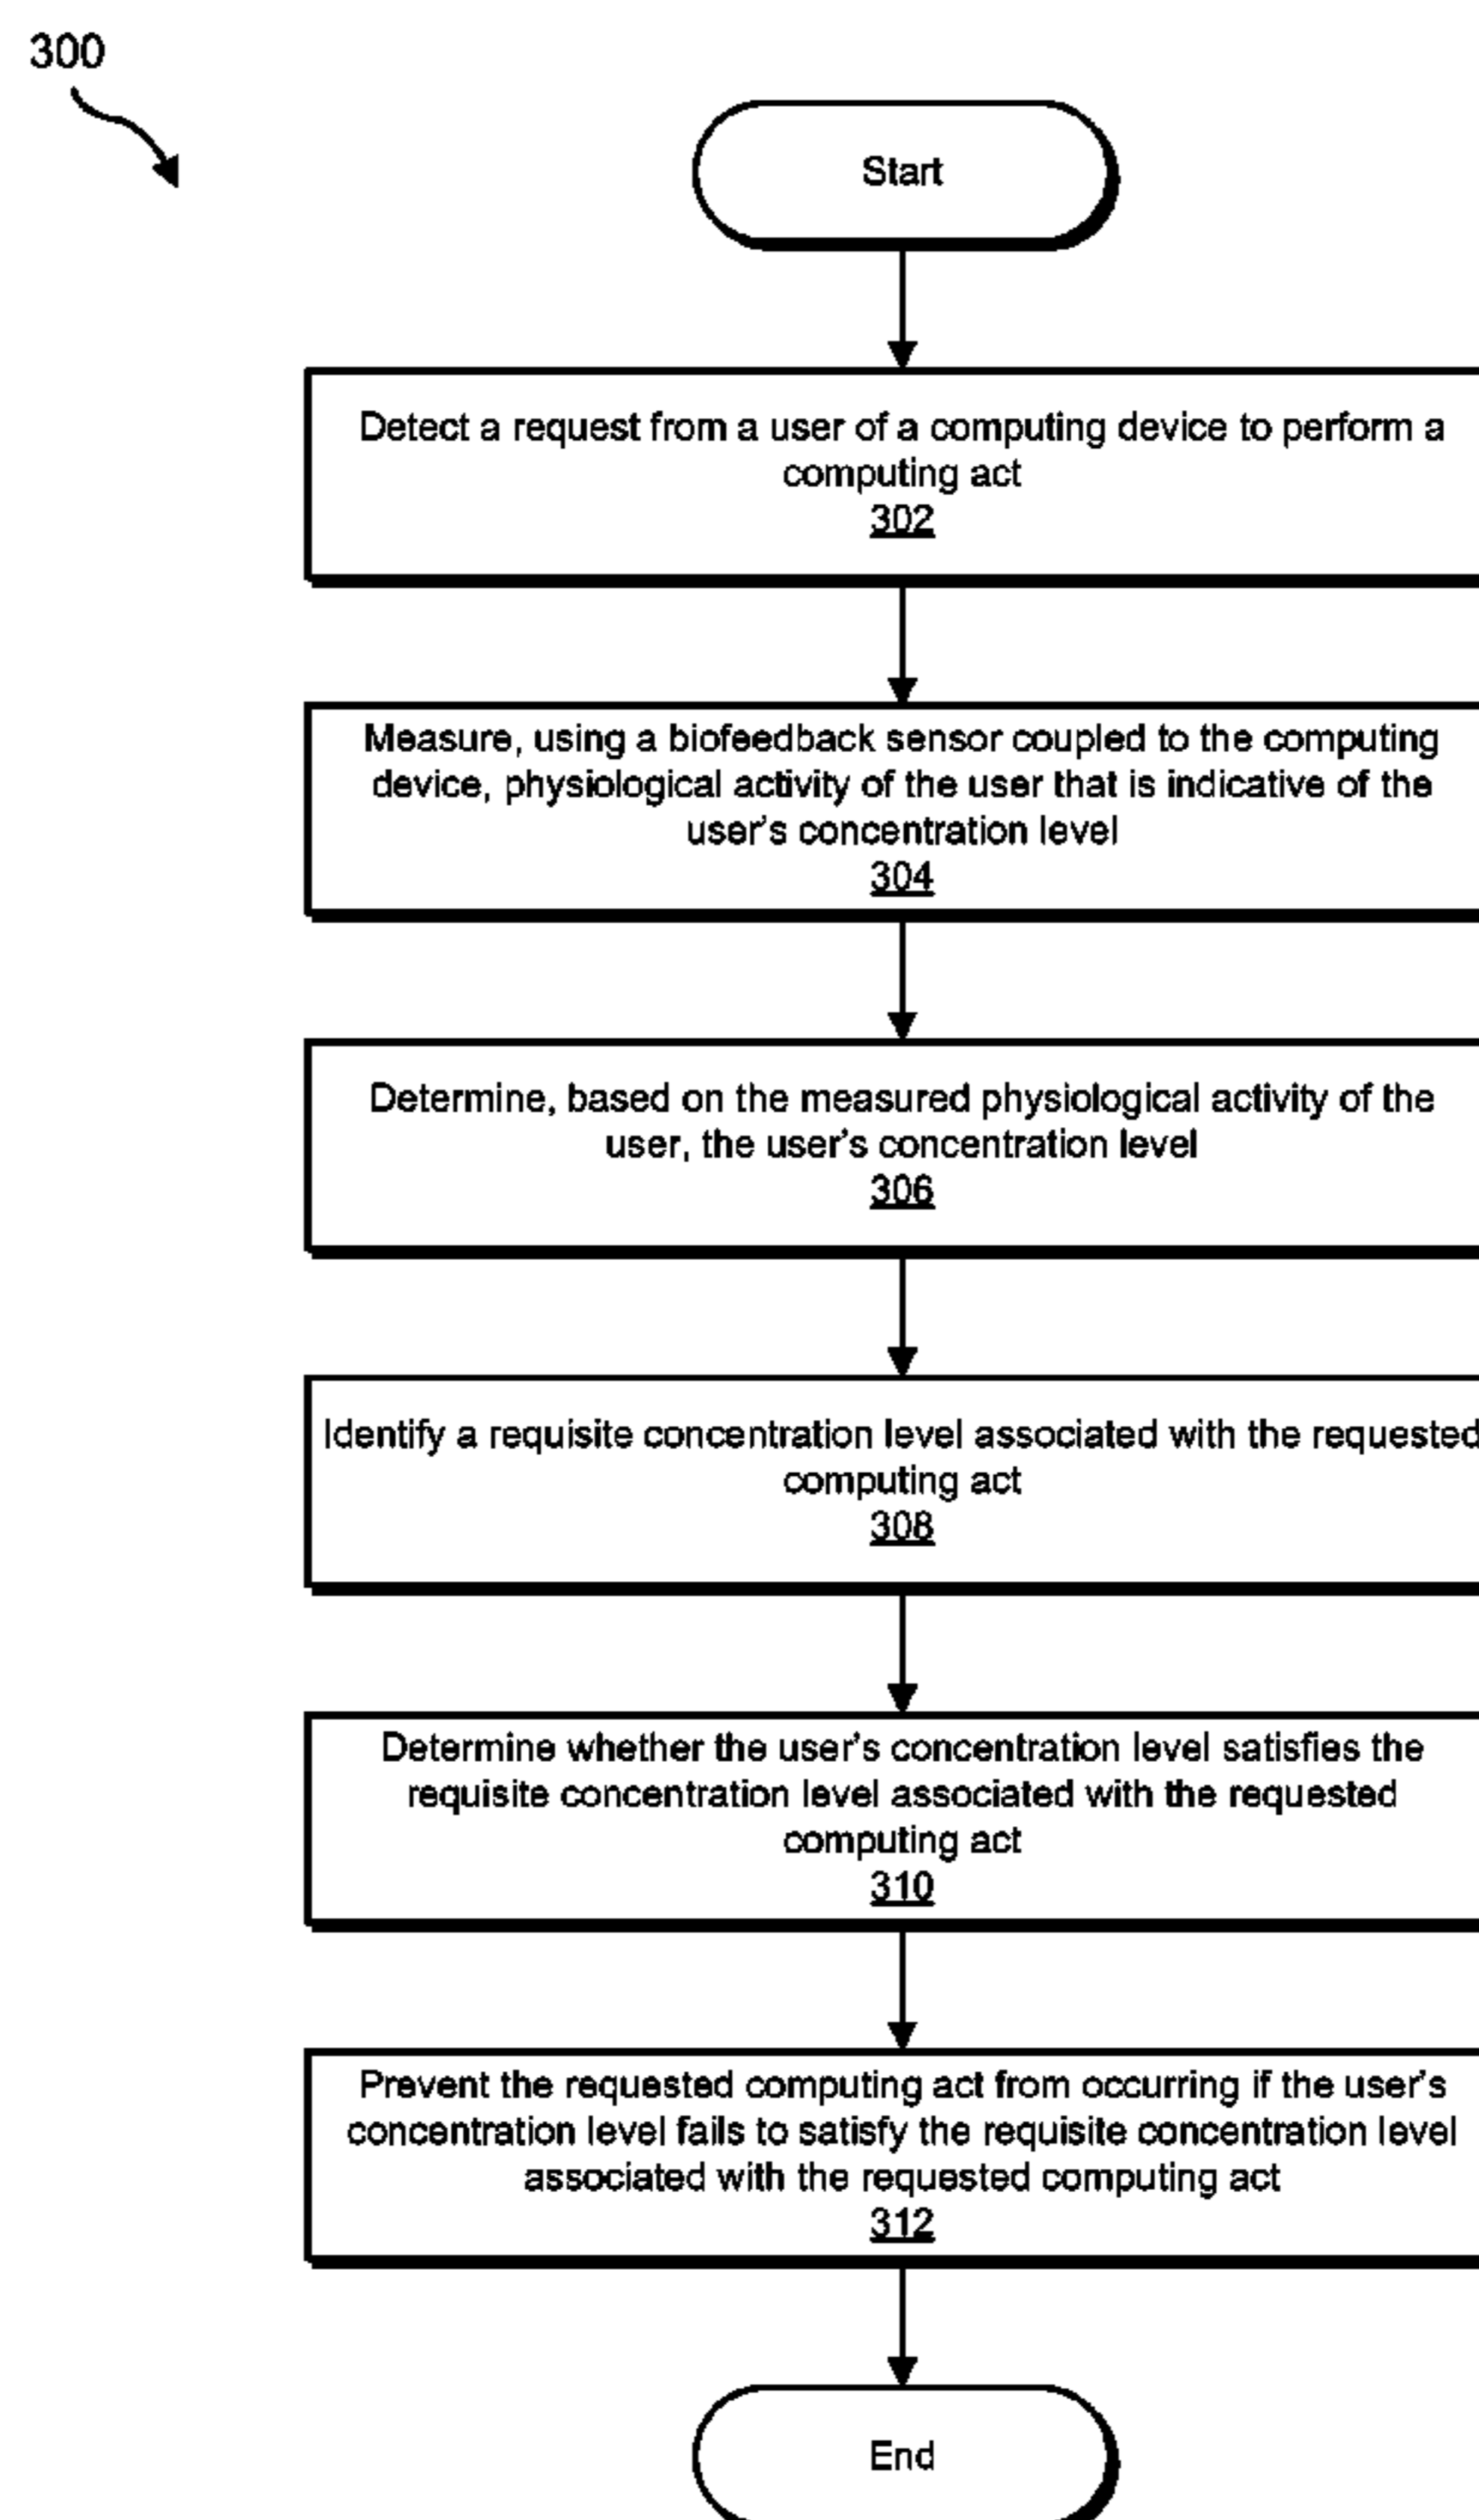 300
Start
Detect a request from a user of a computing device to perform a
computing act
302
Measure, using a biofeedback sensor coupled to the computing
device, physiological activity of the user that is indicative of the
user's concentration level
304
Determine, based on the measured physiological activity of the
user, the user's concentration level
306
Identify a requisite concentration level associated with the requested
computing act
308
Determine whether the user's concentration level satisfies the
requisite concentration level associated with the requested
computing act
310
Prevent the requested computing act from occurring if the user's
concentration level fails to satisfy the requisite concentration level
associated with the requested computing act
312
End